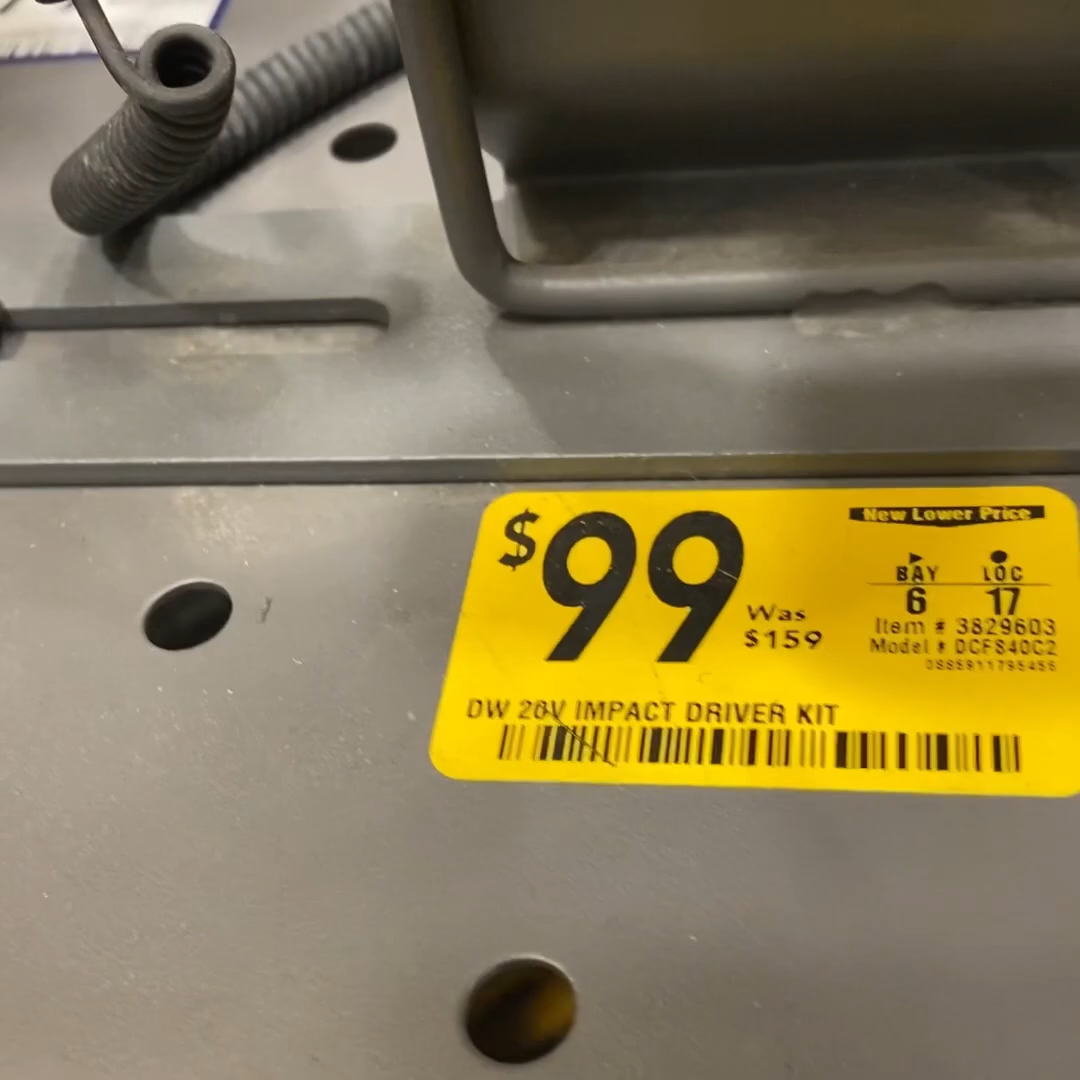 $99
Was
$159
New Lower Price
BAY LOC
6 17
Item # 3829603
Model # DCF840C2
0885911795456
DW 20V IMPACT DRIVER KIT